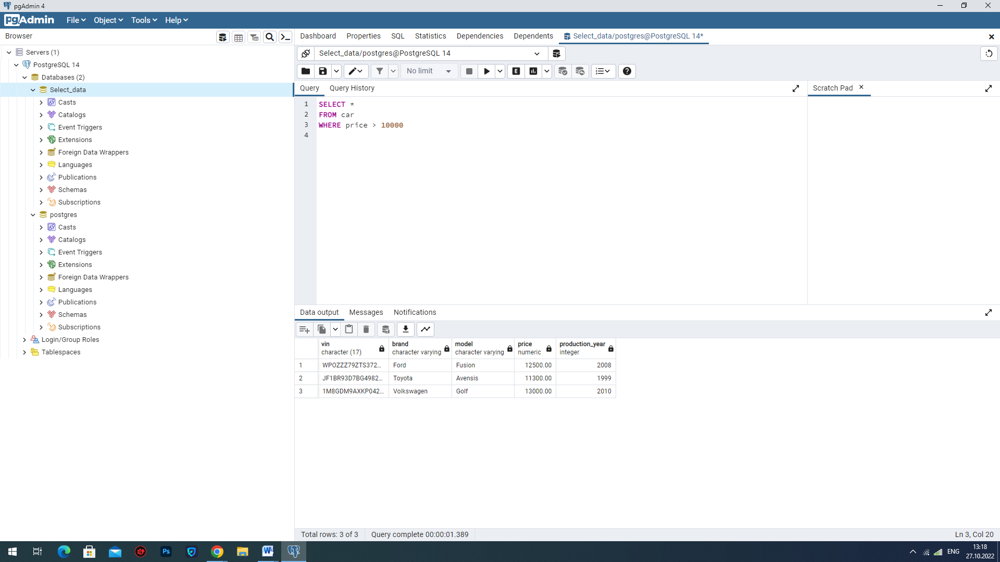 pgAdmin 4
pgAdmin File Object Tools Help
Browser
Servers (1)
PostgreSQL 14
Databases (2)
Select_data
Casts
Catalogs
Event Triggers
Extensions
Foreign Data Wrappers
Languages
Publications
Schemas
Subscriptions
postgres
Casts
Catalogs
Event Triggers
Extensions
Foreign Data Wrappers
Languages
Publications
Schemas
Subscriptions
Login/Group Roles
Tablespaces
Dashboard Properties SQL Statistics Dependencies Dependents Select_data/postgres@PostgreSQL 14*
Select_data/postgres@PostgreSQL 14
No limit E
Query Query History
Scratch Pad
1 SELECT *
2 FROM car
3 WHERE price > 10000
4
Data output Messages Notifications
vin brand model price production_year
character (17) character varying character varying numeric integer
1 WPOZZZ79ZTS372... Ford Fusion 12500.00 2008
2 JF1BR93D7BG4982... Toyota Avensis 11300.00 1999
3 1M8GDM9AXKP042... Volkswagen Golf 13000.00 2010
Total rows: 3 of 3 Query complete 00:00:01.389 Ln 3, Col 20
Ps W ENG 13:18
27.10.2022